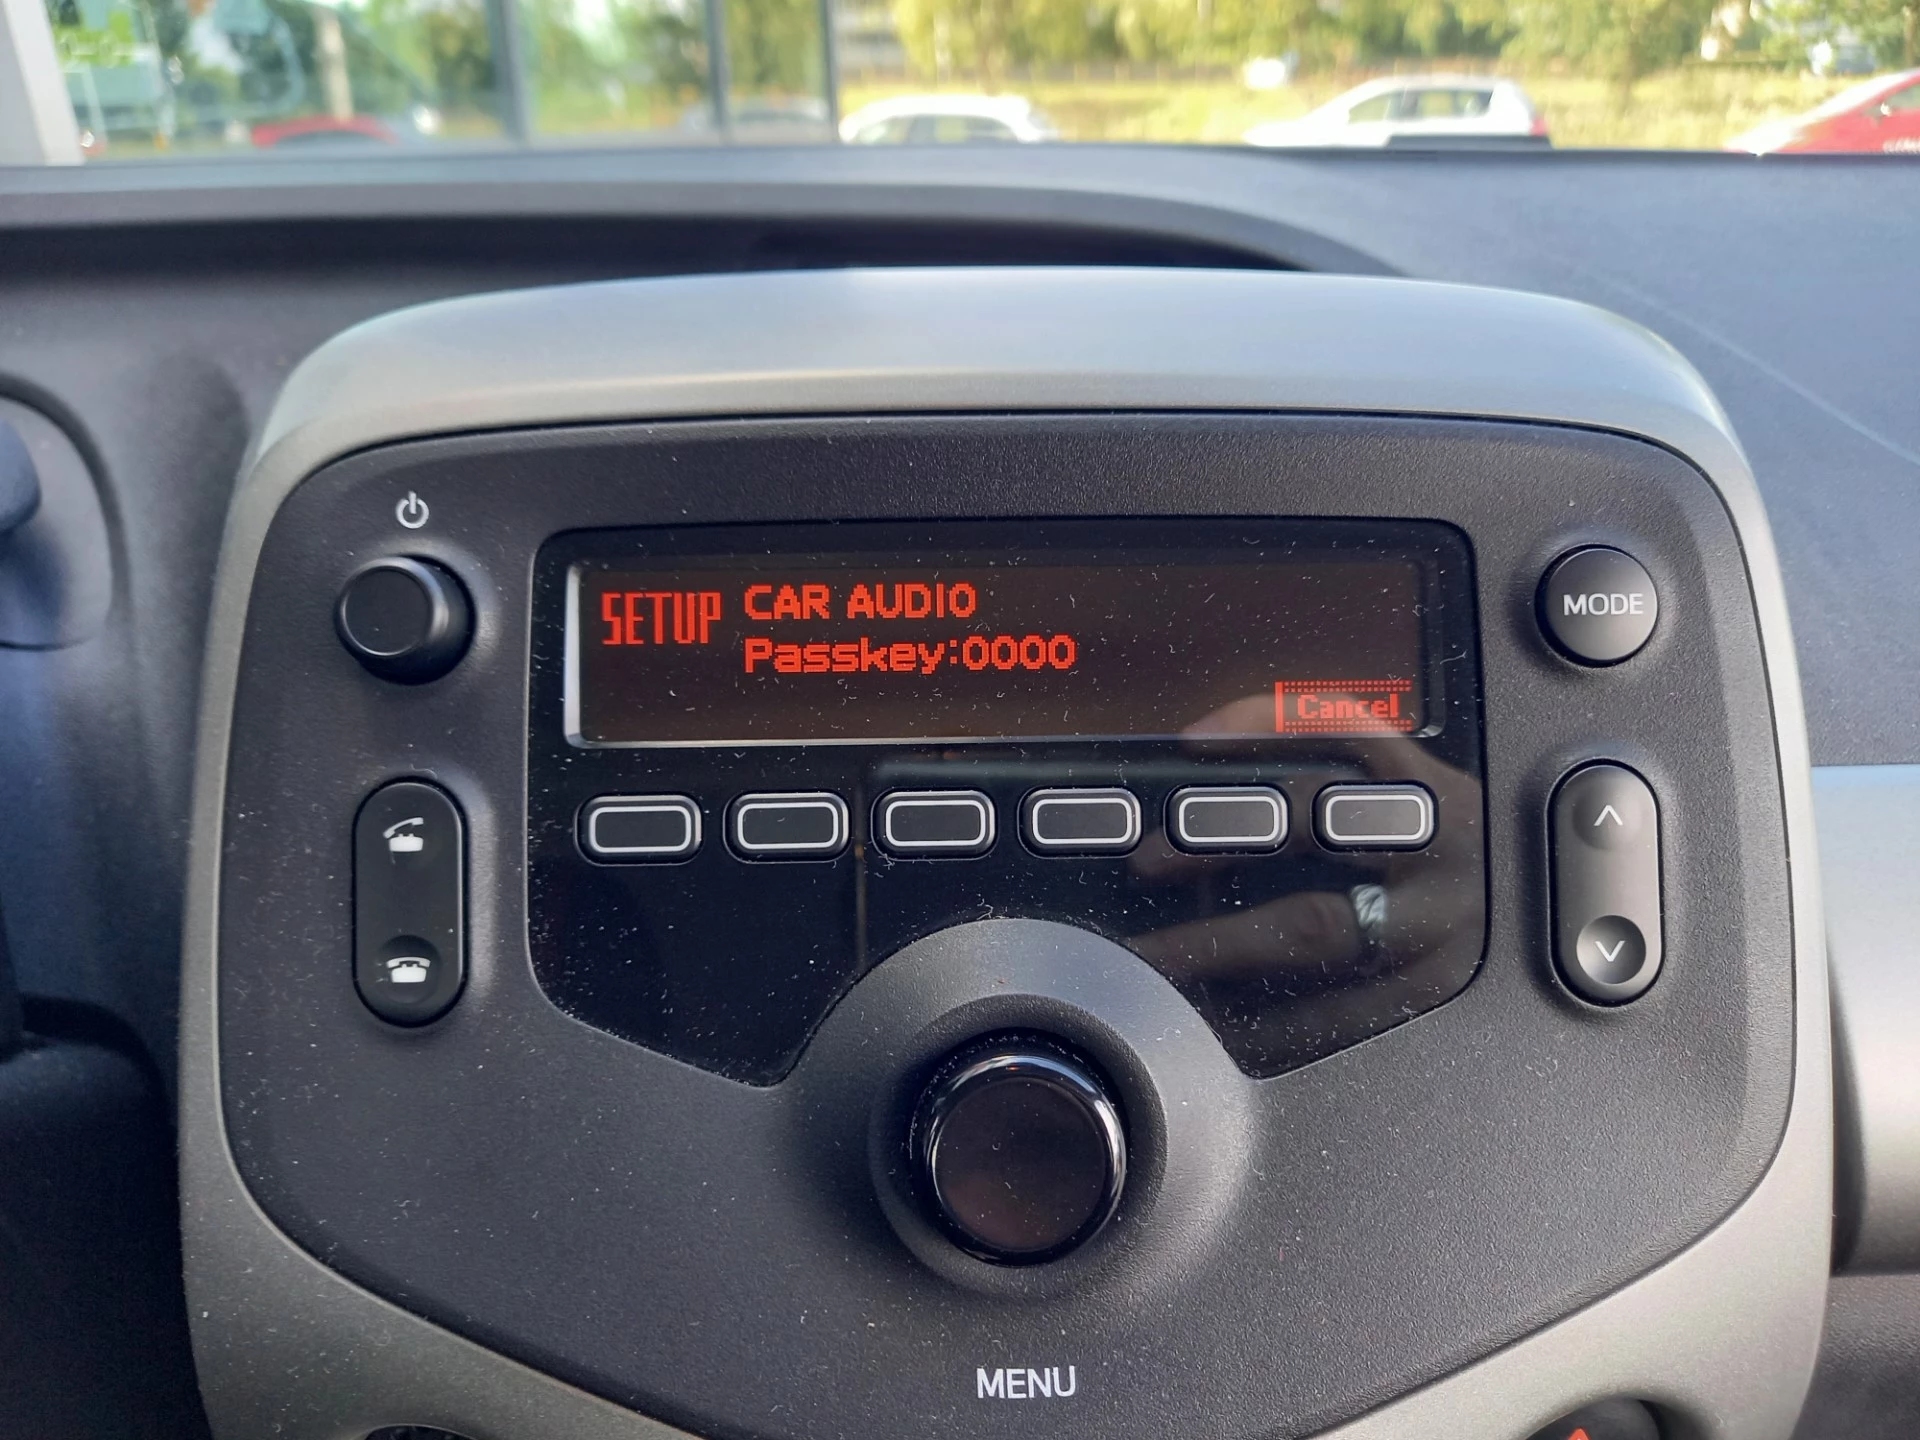 SETUP CAR AUDIO
Passkey:0000
Cancel
MODE
MENU